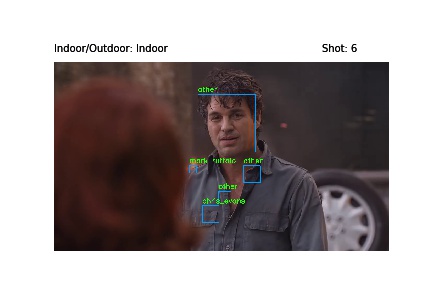 Indoor/Outdoor: Indoor
Shot: 6
other
mark_ruffalo
other
other
chris_evans